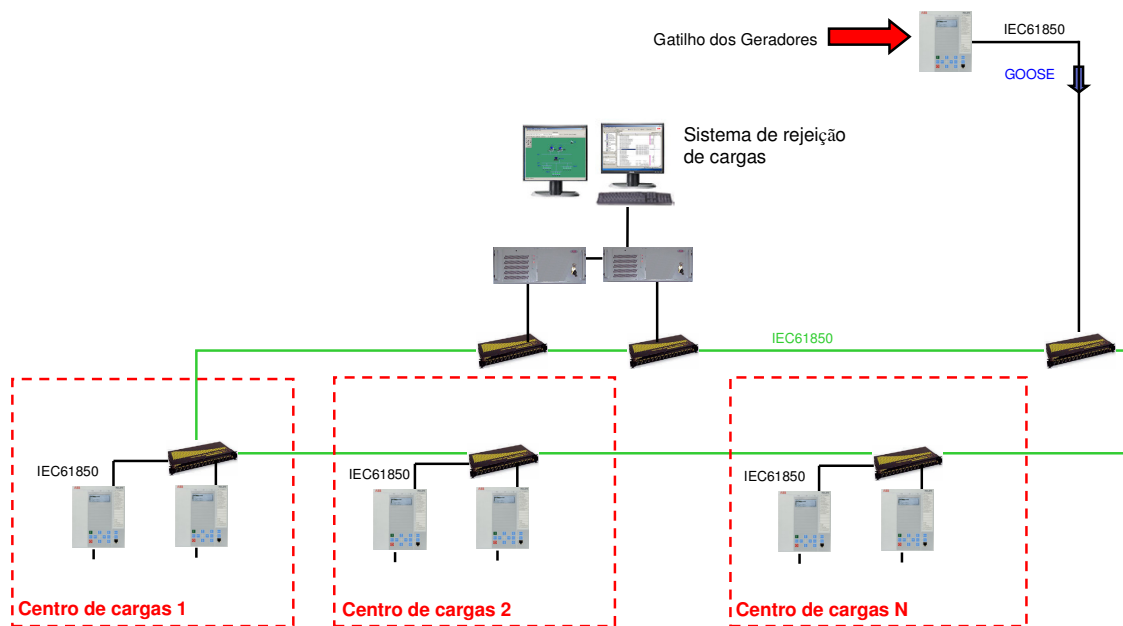 IEC61850
Gatilho dos Geradores
GOOSE
Sistema de rejeição
de cargas
IEC61850
IEC61850
IEC61850
IEC61850
Centro de cargas 1
Centro de cargas 2
Centro de cargas N